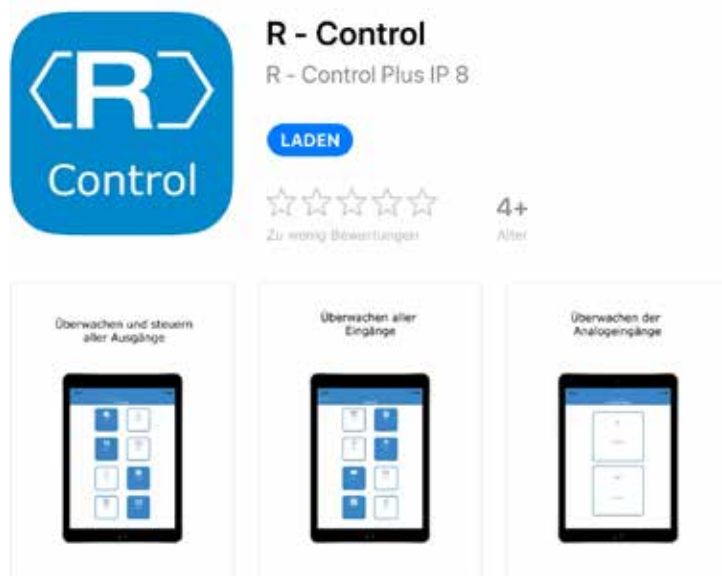 R
Control
R - Control
R - Control Plus IP 8
LADEN
Zu wenig Bewertungen
4+
Alter
Überwachen und steuern
aller Ausgänge
Überwachen aller
Eingänge
Überwachen der
Analogeingänge